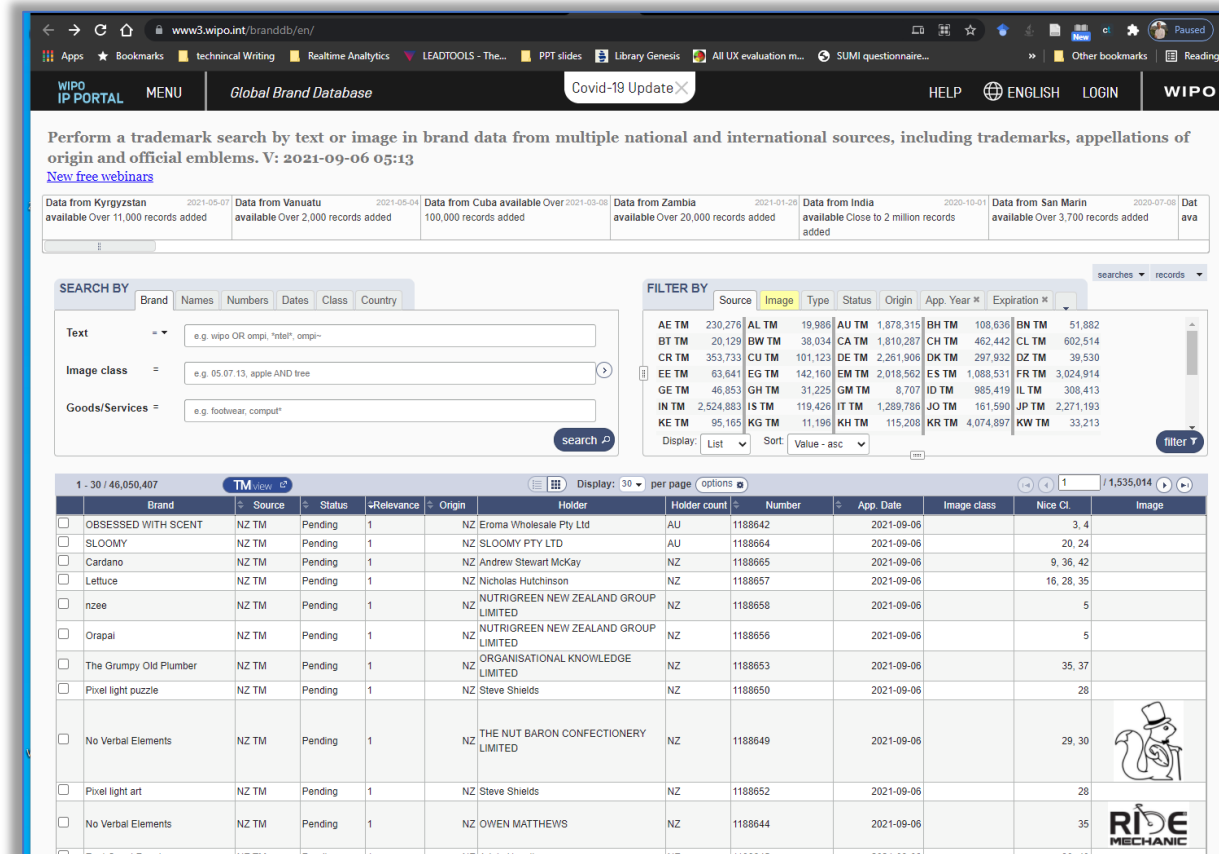 www3.wipo.int/branddb/en/
Paused
Apps Bookmarks technincal Writing Realtime Analtytics LEADTOOLS - The... PPT slides Library Genesis All UX evaluation m... SUMI questionnaire... » Other bookmarks Reading
New
WIPO
IP PORTAL MENU Global Brand Database Covid-19 Update HELP ENGLISH LOGIN WIPO
Perform a trademark search by text or image in brand data from multiple national and international sources, including trademarks, appellations of
origin and official emblems. V: 2021-09-06 05:13
New free webinars
Data from Kyrgyzstan 2021-05-07 Data from Vanuatu 2021-05-04 Data from Cuba available Over 2021-03-08 Data from Zambia 2021-01-26 Data from India 2020-10-01 Data from San Marin 2020-07-08 Dat
available Over 11,000 records added available Over 2,000 records added 100,000 records added available Over 20,000 records added available Close to 2 million records available Over 3,700 records added ava
added
searches records
SEARCH BY Brand Names Numbers Dates Class Country
FILTER BY Source Image Type Status Origin App. Year Expiration
Text = e.g. wipo OR ompi, *ntel*, ompi~
Image class = e.g. 05.07.13, apple AND tree
Goods/Services = e.g. footwear, comput*
search
AE TM 230,276 AL TM 19,986 AU TM 1,878,315 BH TM 108,636 BN TM 51,882
BT TM 20,129 BW TM 38,034 CA TM 1,810,287 CH TM 462,442 CL TM 602,514
CR TM 353,733 CU TM 101,123 DE TM 2,261,906 DK TM 297,932 DZ TM 39,530
EE TM 63,641 EG TM 142,160 EM TM 2,018,562 ES TM 1,088,531 FR TM 3,024,914
GE TM 46,853 GH TM 31,225 GM TM 8,707 ID TM 985,419 IL TM 308,413
IN TM 2,524,883 IS TM 119,426 IT TM 1,289,786 JO TM 161,590 JP TM 2,271,193
KE TM 95,165 KG TM 11,196 KH TM 115,208 KR TM 4,074,897 KW TM 33,213
Display: List Sort: Value - asc filter
1 - 30 / 46,050,407 TM view Display: 30 per page options 1 / 1,535,014
Brand Source Status Relevance Origin Holder Holder count Number App. Date Image class Nice Cl. Image
OBSESSED WITH SCENT NZ TM Pending 1 NZ Eroma Wholesale Pty Ltd AU 1188642 2021-09-06 3, 4
SLOOMY NZ TM Pending 1 NZ SLOOMY PTY LTD AU 1188664 2021-09-06 20, 24
Cardano NZ TM Pending 1 NZ Andrew Stewart McKay NZ 1188665 2021-09-06 9, 36, 42
Lettuce NZ TM Pending 1 NZ Nicholas Hutchinson NZ 1188657 2021-09-06 16, 28, 35
nzee NZ TM Pending 1 NZ NUTRIGREEN NEW ZEALAND GROUP LIMITED NZ 1188658 2021-09-06 5
Orapai NZ TM Pending 1 NZ NUTRIGREEN NEW ZEALAND GROUP LIMITED NZ 1188656 2021-09-06 5
The Grumpy Old Plumber NZ TM Pending 1 NZ ORGANISATIONAL KNOWLEDGE LIMITED NZ 1188653 2021-09-06 35, 37
Pixel light puzzle NZ TM Pending 1 NZ Steve Shields NZ 1188650 2021-09-06 28
No Verbal Elements NZ TM Pending 1 NZ THE NUT BARON CONFECTIONERY LIMITED NZ 1188649 2021-09-06 29, 30
Pixel light art NZ TM Pending 1 NZ Steve Shields NZ 1188652 2021-09-06 28
No Verbal Elements NZ TM Pending 1 NZ OWEN MATTHEWS NZ 1188644 2021-09-06 35 RIDE
MECHANIC